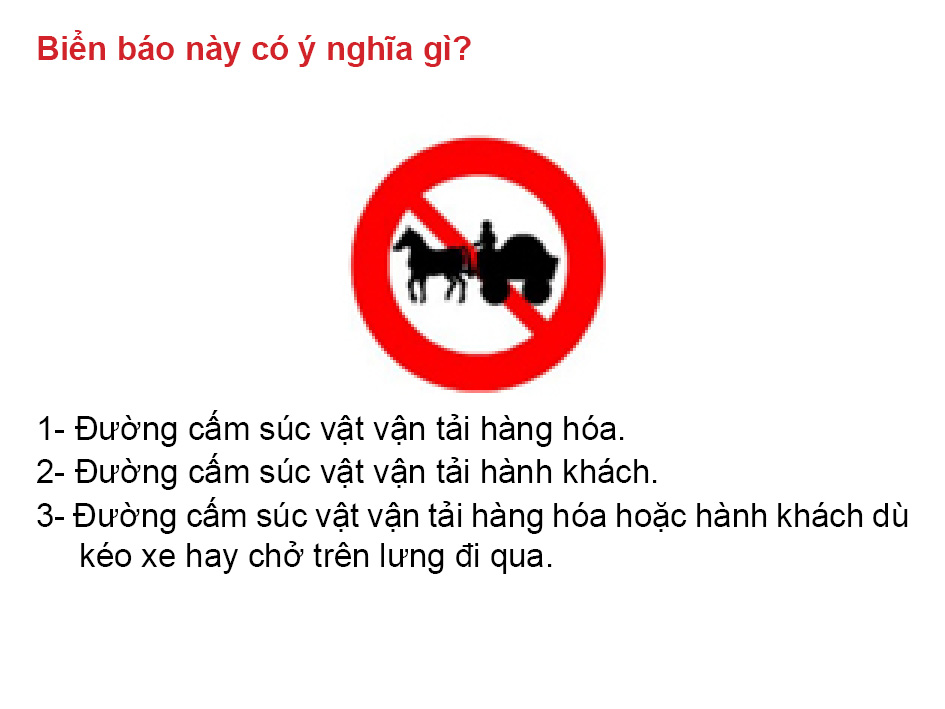 Biển báo này có ý nghĩa gì?
1- Đường cấm súc vật vận tải hàng hóa.
2- Đường cấm súc vật vận tải hành khách.
3- Đường cấm súc vật vận tải hàng hóa hoặc hành khách dù
kéo xe hay chở trên lưng đi qua.